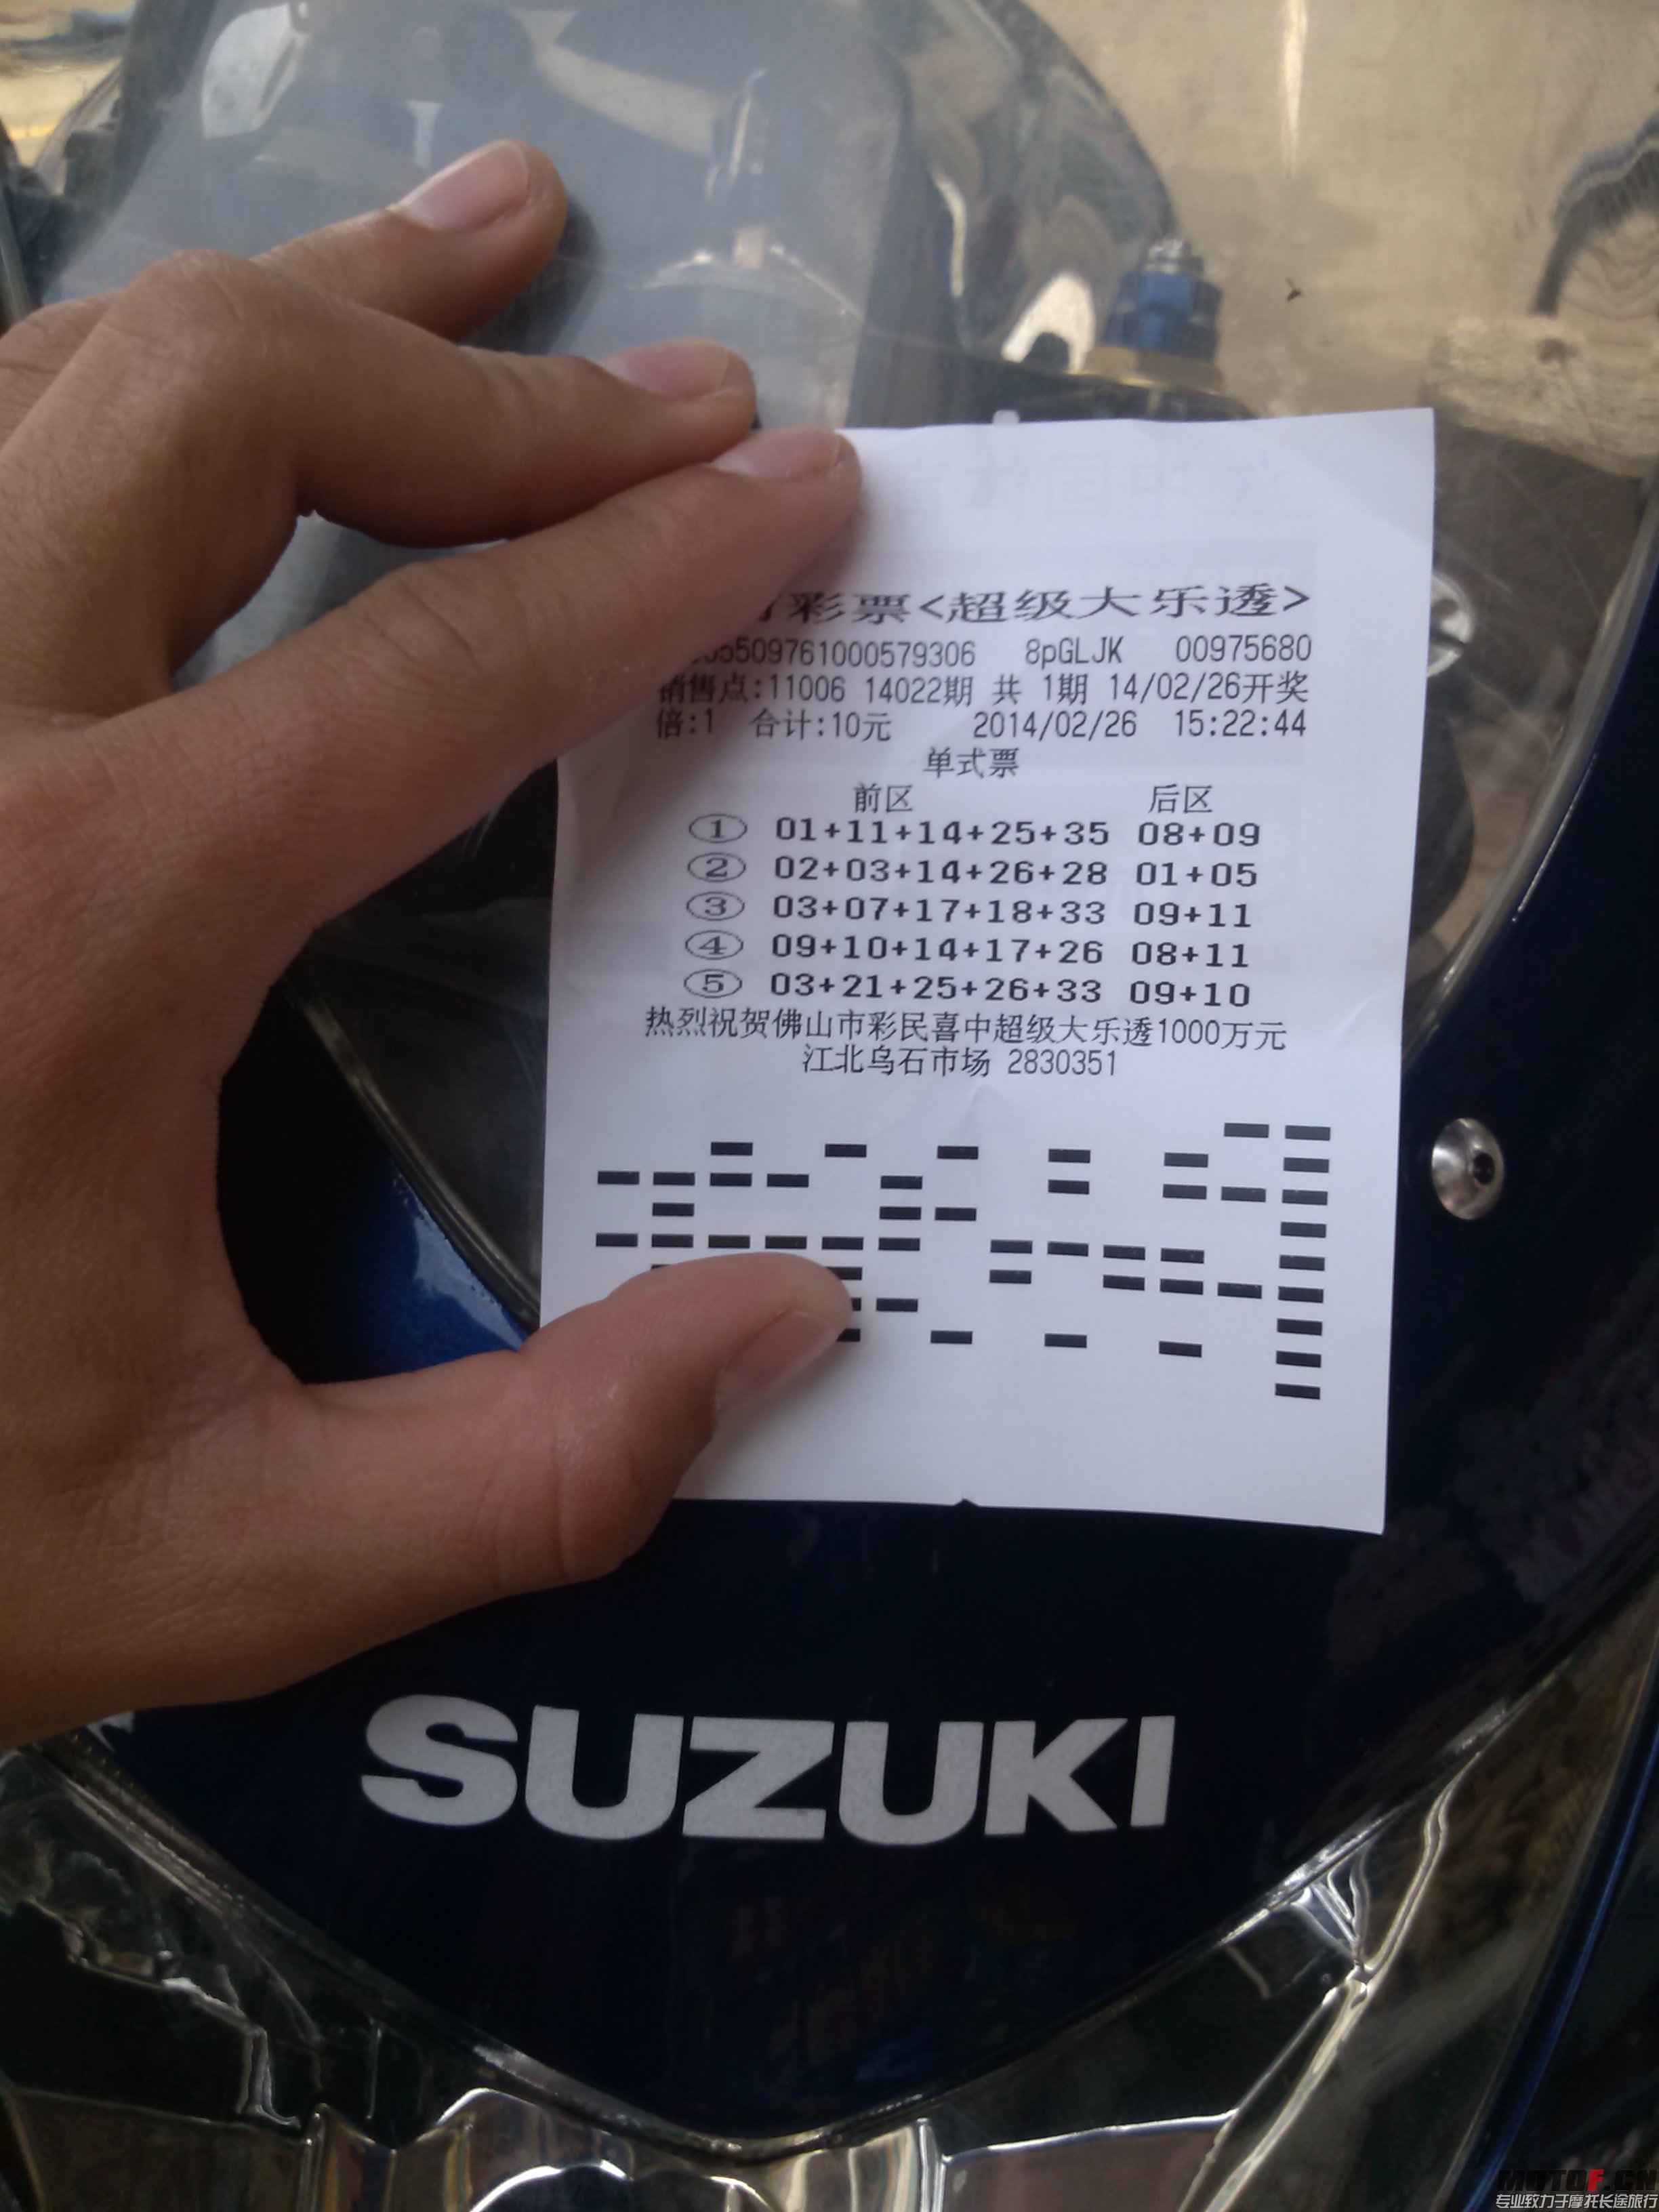 彩票<超级大乐透>
509761000579306 8pGLJK 00975680
销售点:11006 14022期 共 1期 14/02/26开奖
倍:1 合计:10元 2014/02/26 15:22:44
单式票
前区 后区
① 01+11+14+25+35 08+09
② 02+03+14+26+28 01+05
③ 03+07+17+18+33 09+11
④ 09+10+14+17+26 08+11
⑤ 03+21+25+26+33 09+10
热烈祝贺佛山市彩民喜中超级大乐透1000万元
江北乌石市场 2830351
SUZUKI
MOTOF.CN
专业致力于摩托长途旅行